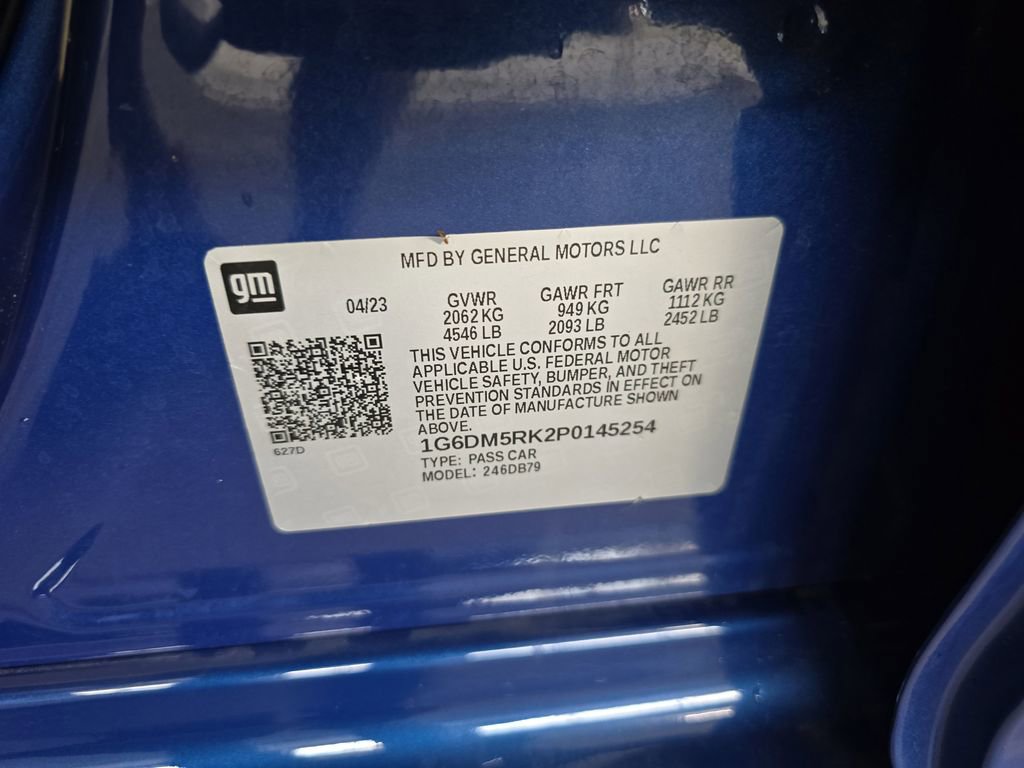 gm
MFD BY GENERAL MOTORS LLC
04/23
GVWR
2062 KG
4546 LB
GAWR FRT
949 KG
2093 LB
GAWR RR
1112 KG
2452 LB
THIS VEHICLE CONFORMS TO ALL
APPLICABLE U.S. FEDERAL MOTOR
VEHICLE SAFETY, BUMPER, AND THEFT
PREVENTION STANDARDS IN EFFECT ON
THE DATE OF MANUFACTURE SHOWN
ABOVE.
627D
1G6DM5RK2P0145254
TYPE: PASS CAR
MODEL: 246DB79